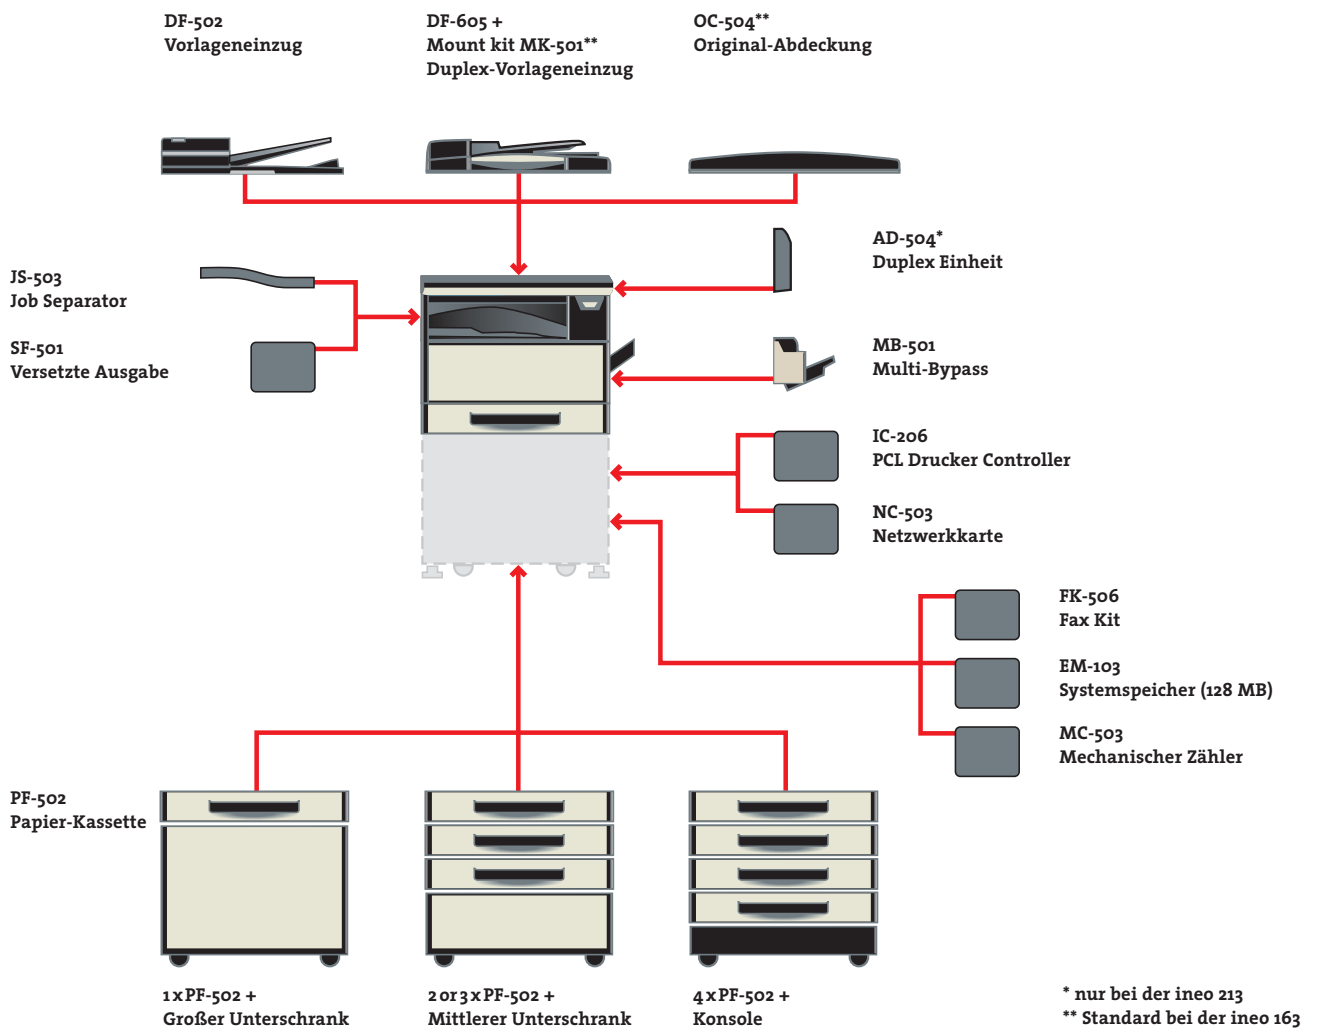 DF-502
Vorlageneinzug
DF-605 +
Mount kit MK-501**
Duplex-Vorlageneinzug
OC-504**
Original-Abdeckung
AD-504*
Duplex Einheit
JS-503
Job Separator
SF-501
Versetzte Ausgabe
MB-501
Multi-Bypass
IC-206
PCL Drucker Controller
NC-503
Netzwerkkarte
FK-506
Fax Kit
EM-103
Systemspeicher (128 MB)
MC-503
Mechanischer Zähler
PF-502
Papier-Kassette
1 x PF-502 +
Großer Unterschrank
2 or 3 x PF-502 +
Mittlerer Unterschrank
4 x PF-502 +
Konsole
* nur bei der ineo 213
** Standard bei der ineo 163